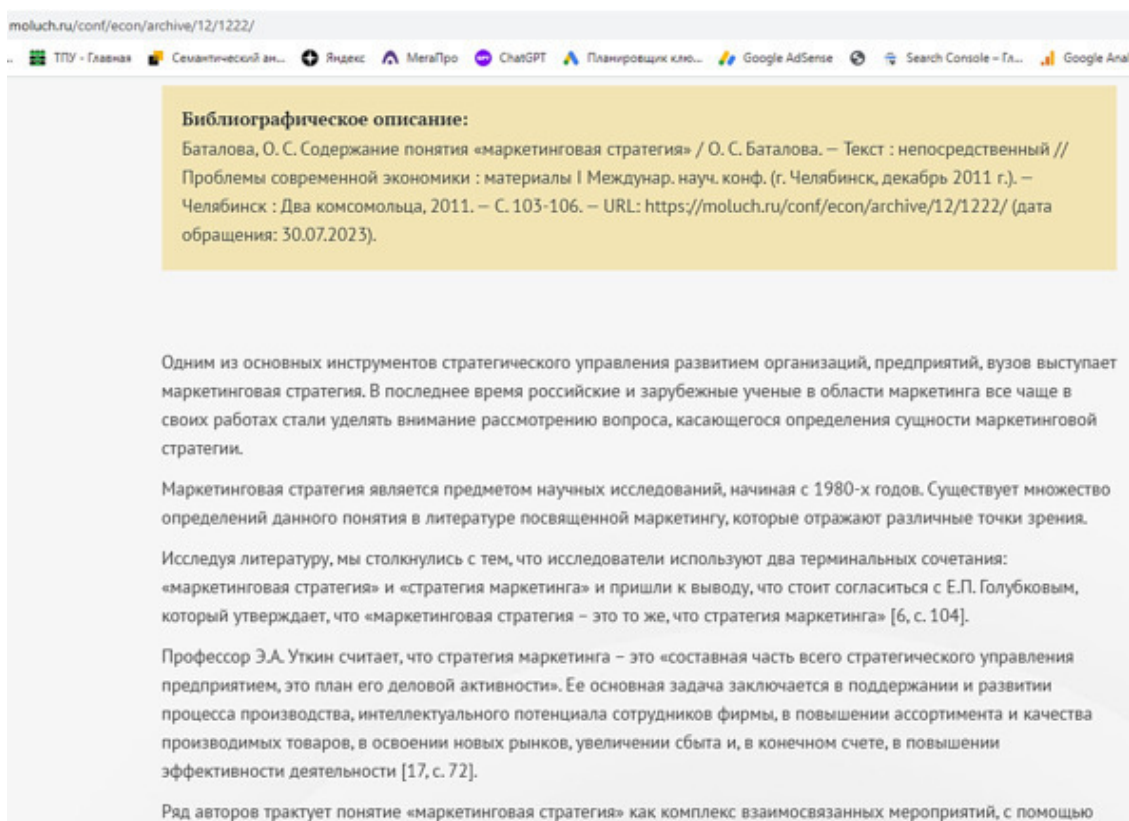 moluch.ru/conf/econ/archive/12/1222/
ТПУ - Главная Семантический ан... Яндекс МегаПро ChatGPT Планировщик клю... Google AdSense Search Console – Гл... Google Anal
Библиографическое описание:
Баталова, О. С. Содержание понятия «маркетинговая стратегия» / О. С. Баталова. — Текст : непосредственный //
Проблемы современной экономики : материалы I Междунар. науч. конф. (г. Челябинск, декабрь 2011 г.). —
Челябинск : Два комсомольца, 2011. — С. 103-106. — URL: https://moluch.ru/conf/econ/archive/12/1222/ (дата
обращения: 30.07.2023).
Одним из основных инструментов стратегического управления развитием организаций, предприятий, вузов выступает
маркетинговая стратегия. В последнее время российские и зарубежные ученые в области маркетинга все чаще в
своих работах стали уделять внимание рассмотрению вопроса, касающегося определения сущности маркетинговой
стратегии.
Маркетинговая стратегия является предметом научных исследований, начиная с 1980-х годов. Существует множество
определений данного понятия в литературе посвященной маркетингу, которые отражают различные точки зрения.
Исследуя литературу, мы столкнулись с тем, что исследователи используют два терминальных сочетания:
«маркетинговая стратегия» и «стратегия маркетинга» и пришли к выводу, что стоит согласиться с Е.П. Голубковым,
который утверждает, что «маркетинговая стратегия – это то же, что стратегия маркетинга» [6, с. 104].
Профессор Э.А. Уткин считает, что стратегия маркетинга – это «составная часть всего стратегического управления
предприятием, это план его деловой активности». Ее основная задача заключается в поддержании и развитии
процесса производства, интеллектуального потенциала сотрудников фирмы, в повышении ассортимента и качества
производимых товаров, в освоении новых рынков, увеличении сбыта и, в конечном счете, в повышении
эффективности деятельности [17, с. 72].
Ряд авторов трактует понятие «маркетинговая стратегия» как комплекс взаимосвязанных мероприятий, с помощью